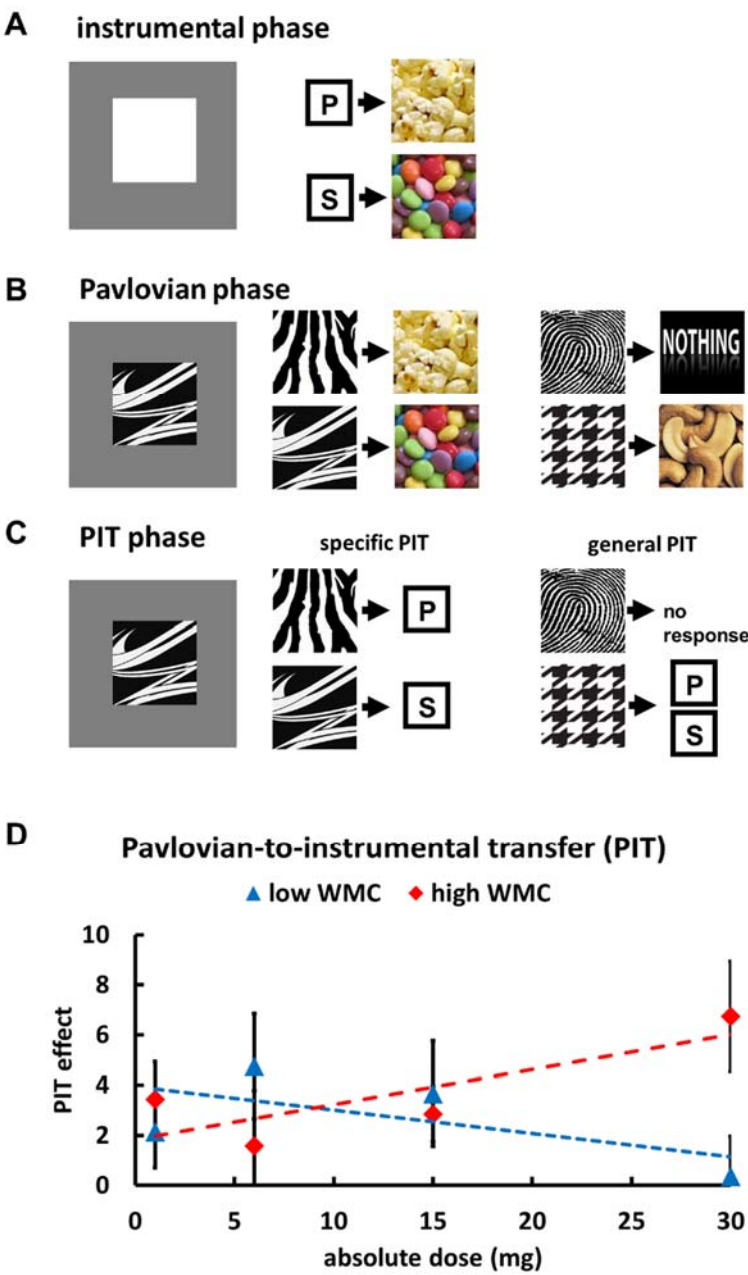 A instrumental phase
P
S
B Pavlovian phase
NOTHING
C PIT phase
specific PIT
general PIT
P
no
response
S
P
S
D
Pavlovian-to-instrumental transfer (PIT)
low WMC high WMC
10
8
6
4
2
0
PIT effect
0 5 10 15 20 25 30
absolute dose (mg)